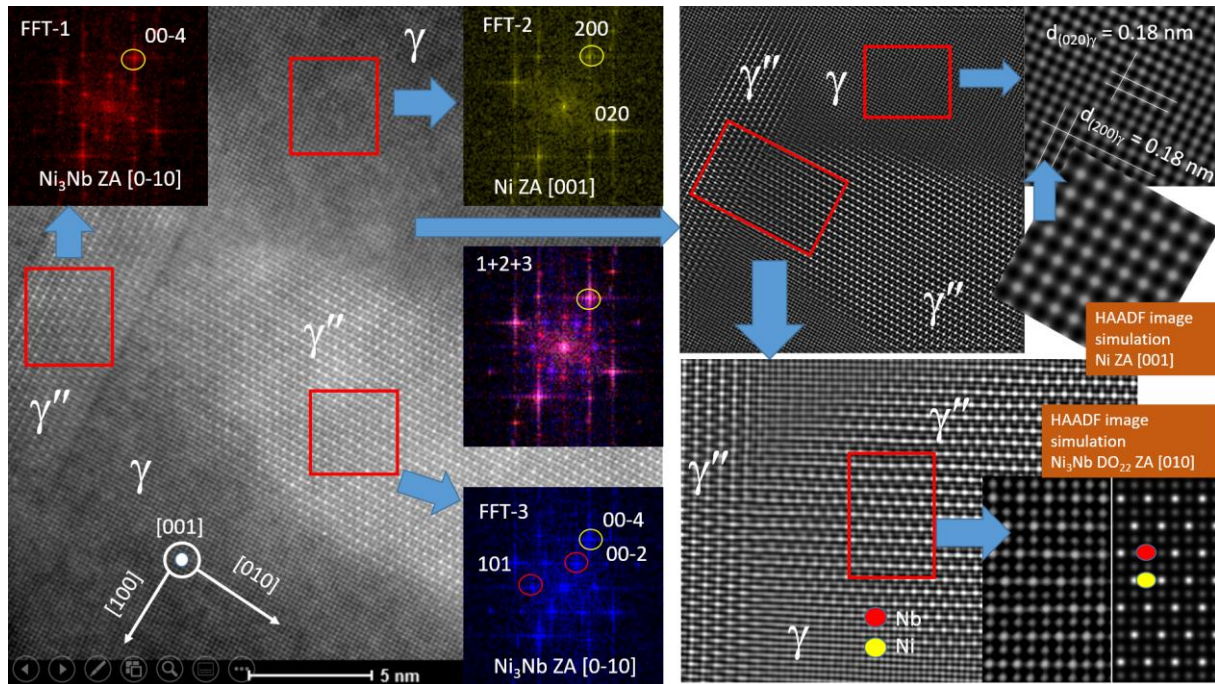 FFT-1
00-4
Ni₃Nb ZA [0-10]
γ
FFT-2
200
020
Ni ZA [001]
γ″
γ
d(020)γ = 0.18 nm
d(200)γ = 0.18 nm
γ″
HAADF image
simulation
Ni ZA [001]
1+2+3
γ″
γ″
γ
[001]
[100]
[010]
5 nm
FFT-3
00-4
00-2
101
Ni₃Nb ZA [0-10]
γ″
γ″
γ
Nb
Ni
HAADF image
simulation
Ni₃Nb DO₂₂ ZA [010]